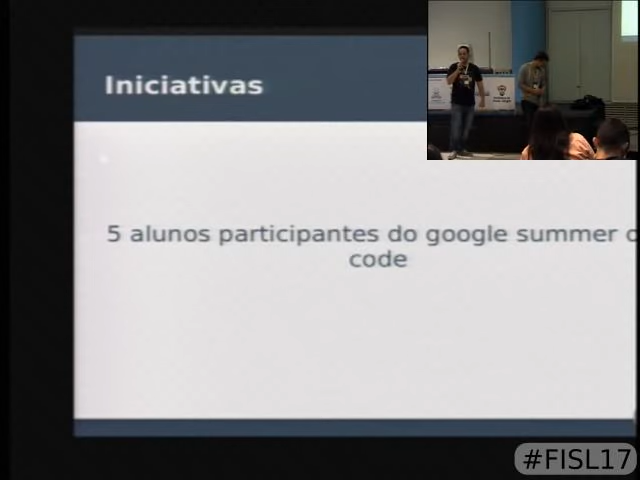 Iniciativas
5 alunos participantes do google summer
code
#FISL17